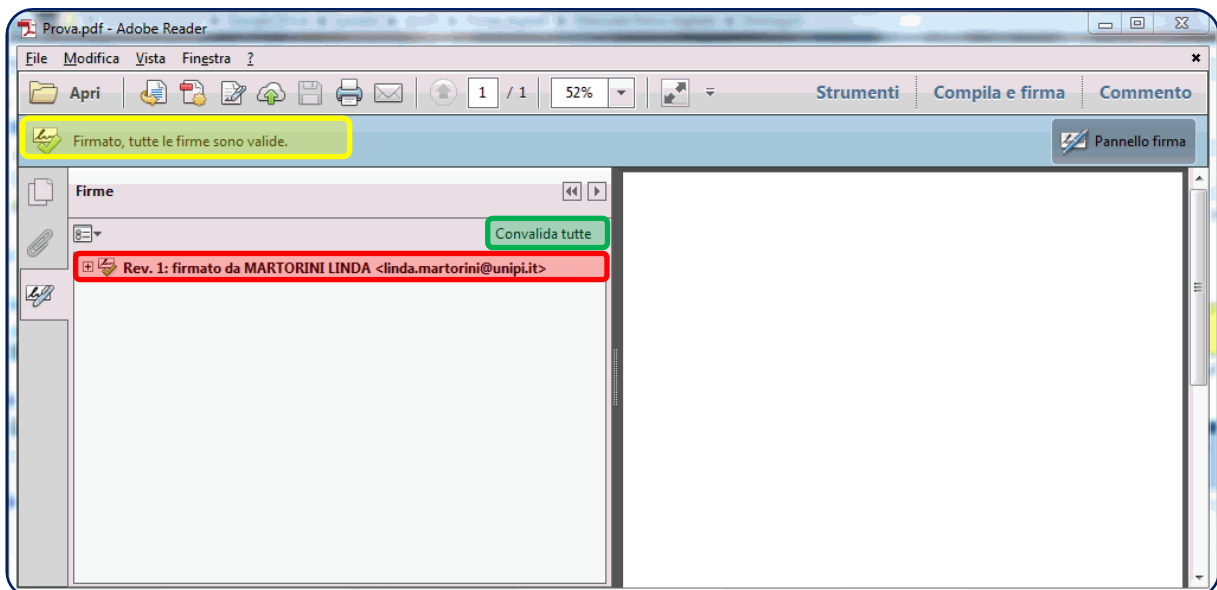 Prova.pdf - Adobe Reader
File Modifica Vista Finestra ?
Apri 1 / 1 52% Strumenti Compila e firma Commento
Firmato, tutte le firme sono valide. Pannello firma
Firme
Convalida tutte
Rev. 1: firmato da MARTORINI LINDA <linda.martorini@unipi.it>